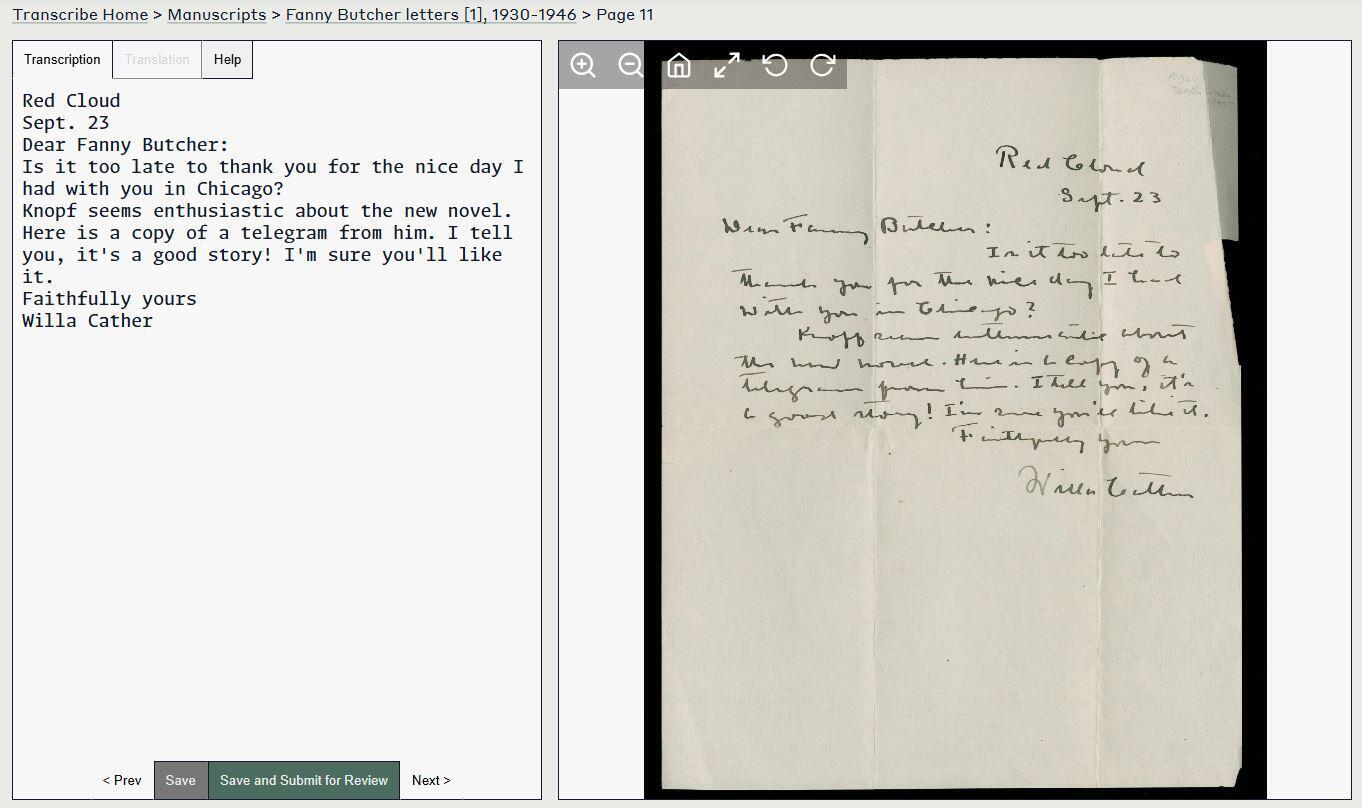 Transcribe Home > Manuscripts > Fanny Butcher letters [1], 1930-1946 > Page 11
Transcription Translation Help
Red Cloud
Sept. 23
Dear Fanny Butcher:
Is it too late to thank you for the nice day I
had with you in Chicago?
Knopf seems enthusiastic about the new novel.
Here is a copy of a telegram from him. I tell
you, it's a good story! I'm sure you'll like
it.
Faithfully yours
Willa Cather
< Prev Save Save and Submit for Review Next >
Red Cloud
Sept. 23
Dear Fanny Butcher:
Is it too late to
thank you for the nice day I had
with you in Chicago?
Knopf seems enthusiastic about
the new novel. Here is a copy of a
telegram from him. I tell you, it's
a good story! I'm sure you'll like it.
Faithfully yours
Willa Cather